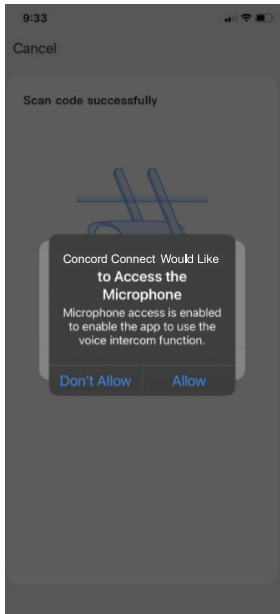 9:33
Cancel
Scan code successfully
Concord Connect Would Like
to Access the
Microphone
Microphone access is enabled
to enable the app to use the
voice intercom function.
Don't Allow
Allow